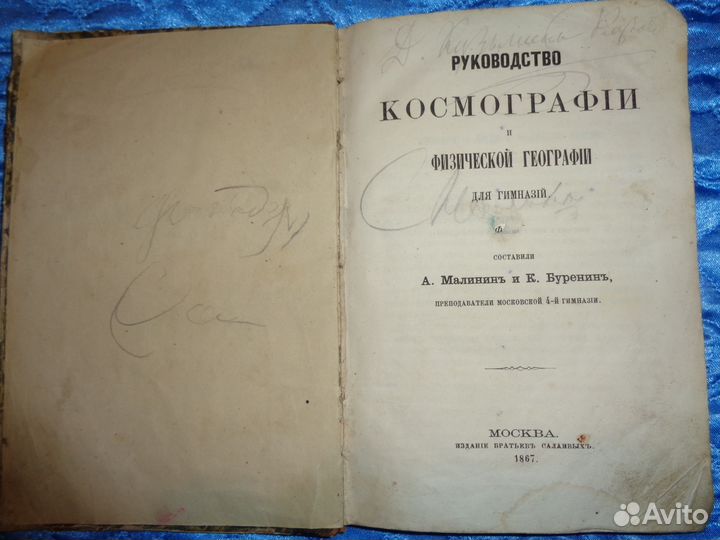 РУКОВОДСТВО
КОСМОГРАФІИ
И
ФИЗИЧЕСКОЙ ГЕОГРАФІИ
ДЛЯ ГИМНАЗІЙ.
СОСТАВИЛИ
А. Малининъ и К. Буренинъ,
ПРЕПОДАВАТЕЛИ МОСКОВСКОЙ 4-Й ГИМНАЗІИ.
МОСКВА.
ИЗДАНІЕ БРАТЬЕВЪ САЛАЕВЫХЪ.
1867.
Avito